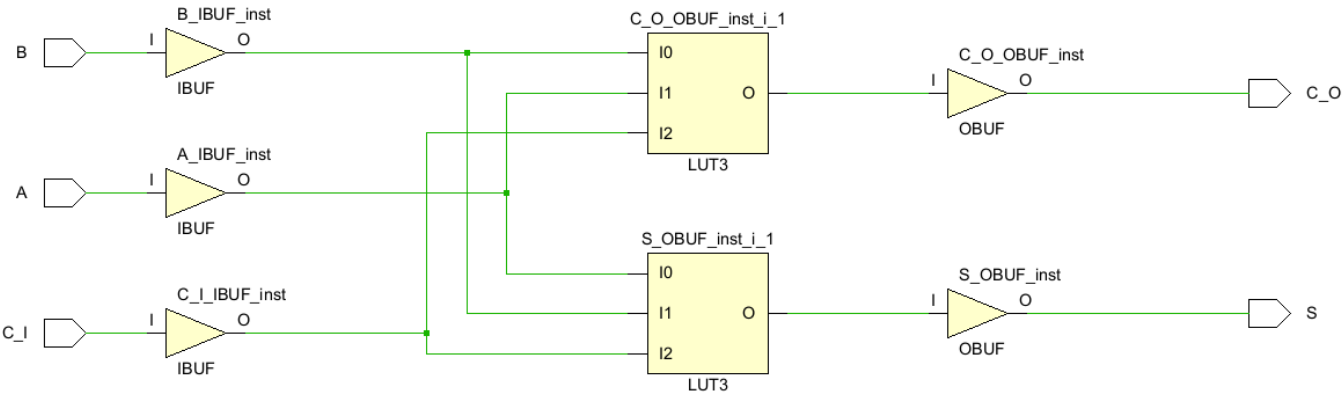 B_IBUF_inst
B
I
O
IBUF
A_IBUF_inst
A
I
O
IBUF
C_I_IBUF_inst
C_I
I
O
IBUF
C_O_OBUF_inst_i_1
I0
I1
I2
O
LUT3
S_OBUF_inst_i_1
I0
I1
I2
O
LUT3
C_O_OBUF_inst
I
O
OBUF
C_O
S_OBUF_inst
I
O
OBUF
S